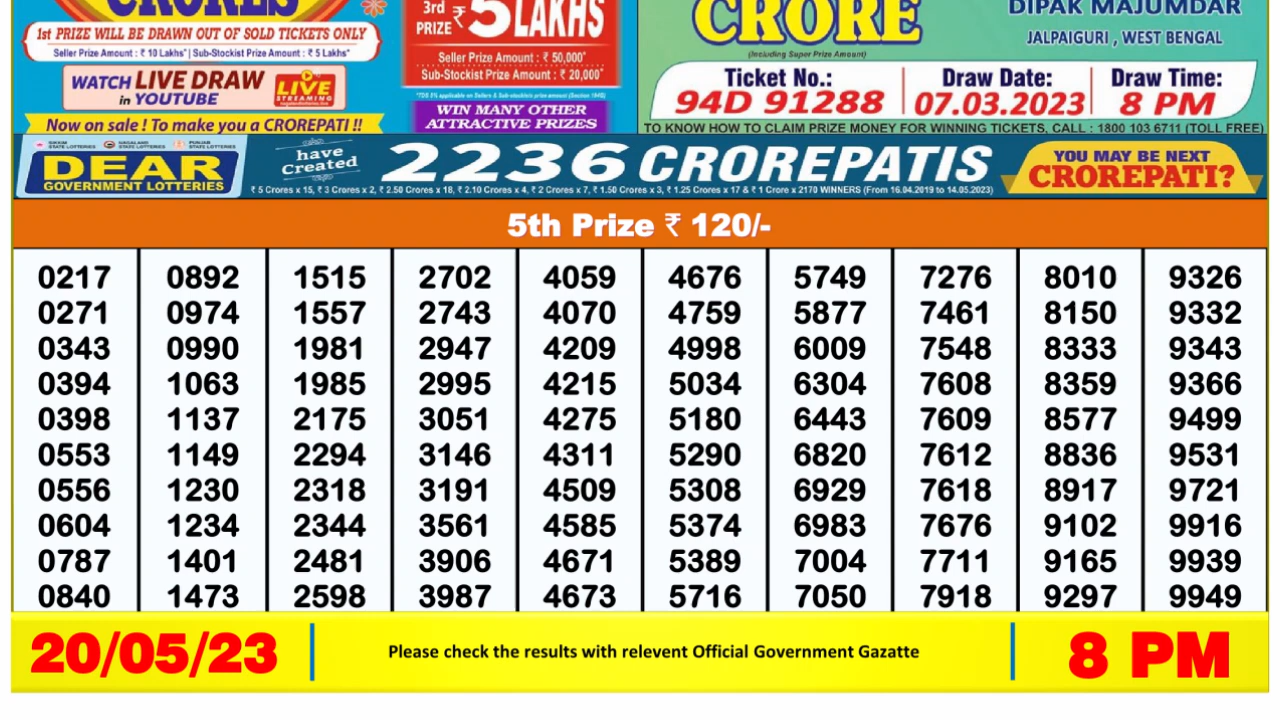 CRORES
1st PRIZE WILL BE DRAWN OUT OF SOLD TICKETS ONLY
Seller Prize Amount : ₹ 10 Lakhs* | Sub-Stockist Prize Amount : ₹ 5 Lakhs*
WATCH LIVE DRAW
in YOUTUBE
LIVE
STREAMING
Now on sale ! To make you a CROREPATI !!
3rd
PRIZE ₹ 5 LAKHS
Seller Prize Amount : ₹ 50,000*
Sub-Stockist Prize Amount : ₹ 20,000*
WIN MANY OTHER
ATTRACTIVE PRIZES
CRORE
(Including Super Prize Amount)
DIPAK MAJUMDAR
JALPAIGURI , WEST BENGAL
Ticket No.: Draw Date: Draw Time:
94D 91288 07.03.2023 8 PM
TO KNOW HOW TO CLAIM PRIZE MONEY FOR WINNING TICKETS, CALL : 1800 103 6711 (TOLL FREE)
DEAR
GOVERNMENT LOTTERIES
have
Created
2236 CROREPATIS
₹ 5 Crores x 15, ₹ 3 Crores x 2, ₹ 2.50 Crores x 18, ₹ 2.10 Crores x 4, ₹ 2 Crores x 7, ₹ 1.50 Crores x 3, ₹ 1.25 Crores x 17 & ₹ 1 Crore x 2170 WINNERS (From 16.04.2019 to 14.05.2023)
YOU MAY BE NEXT
CROREPATI?
5th Prize ₹ 120/-
0217 0892 1515 2702 4059 4676 5749 7276 8010 9326
0271 0974 1557 2743 4070 4759 5877 7461 8150 9332
0343 0990 1981 2947 4209 4998 6009 7548 8333 9343
0394 1063 1985 2995 4215 5034 6304 7608 8359 9366
0398 1137 2175 3051 4275 5180 6443 7609 8577 9499
0553 1149 2294 3146 4311 5290 6820 7612 8836 9531
0556 1230 2318 3191 4509 5308 6929 7618 8917 9721
0604 1234 2344 3561 4585 5374 6983 7676 9102 9916
0787 1401 2481 3906 4671 5389 7004 7711 9165 9939
0840 1473 2598 3987 4673 5716 7050 7918 9297 9949
20/05/23
Please check the results with relevent Official Government Gazatte
8 PM